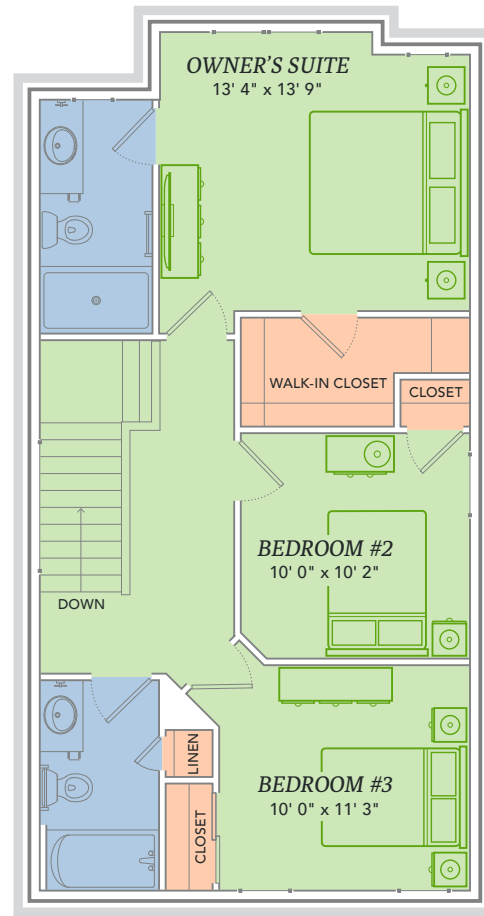 OWNER'S SUITE
13' 4" x 13' 9"
WALK-IN CLOSET
CLOSET
BEDROOM #2
10' 0" x 10' 2"
DOWN
LINEN
BEDROOM #3
10' 0" x 11' 3"
CLOSET